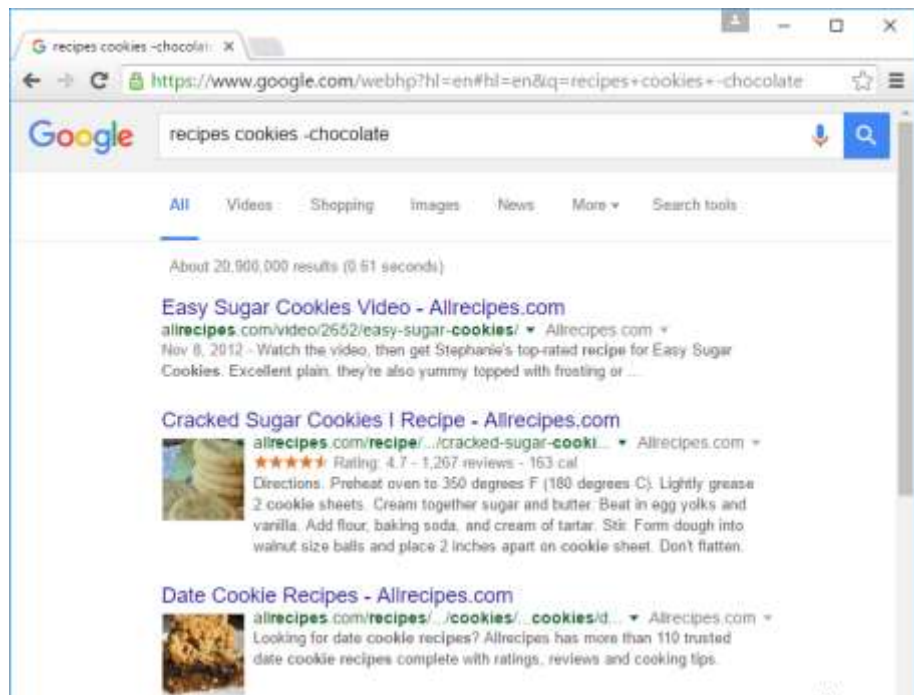 recipes cookies -chocolat
https://www.google.com/webhp?hl=en#hl=en&q=recipes+cookies+-chocolate
Google
recipes cookies -chocolate
All Videos Shopping Images News More Search tools
About 20,900,000 results (0.61 seconds)
Easy Sugar Cookies Video - Allrecipes.com
allrecipes.com/video/2652/easy-sugar-cookies/ Allrecipes.com
Nov 8, 2012 - Watch the video, then get Stephanie's top-rated recipe for Easy Sugar
Cookies. Excellent plain, they're also yummy topped with frosting or ...
Cracked Sugar Cookies I Recipe - Allrecipes.com
allrecipes.com/recipe/.../cracked-sugar-cooki... Allrecipes.com
Rating: 4.7 - 1,267 reviews - 163 cal
Directions. Preheat oven to 350 degrees F (180 degrees C). Lightly grease
2 cookie sheets. Cream together sugar and butter. Beat in egg yolks and
vanilla. Add flour, baking soda, and cream of tartar. Stir. Form dough into
walnut size balls and place 2 inches apart on cookie sheet. Don't flatten.
Date Cookie Recipes - Allrecipes.com
allrecipes.com/recipes/.../cookies/...cookies/d... Allrecipes.com
Looking for date cookie recipes? Allrecipes has more than 110 trusted
date cookie recipes complete with ratings, reviews and cooking tips.